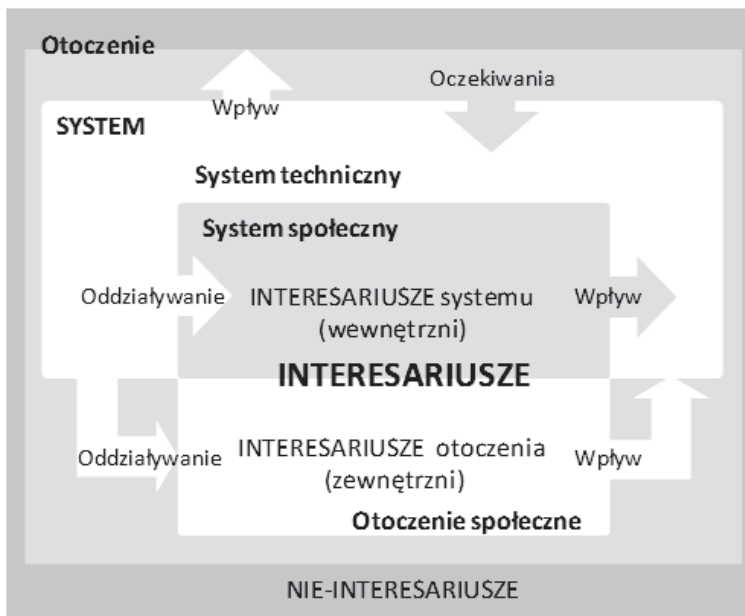 Otoczenie
Oczekiwania
Wpływ
SYSTEM
System techniczny
System społeczny
Oddziaływanie
INTERESARIUSZE systemu
(wewnętrzni)
Wpływ
INTERESARIUSZE
Oddziaływanie
INTERESARIUSZE otoczenia
(zewnętrzni)
Wpływ
Otoczenie społeczne
NIE-INTERESARIUSZE